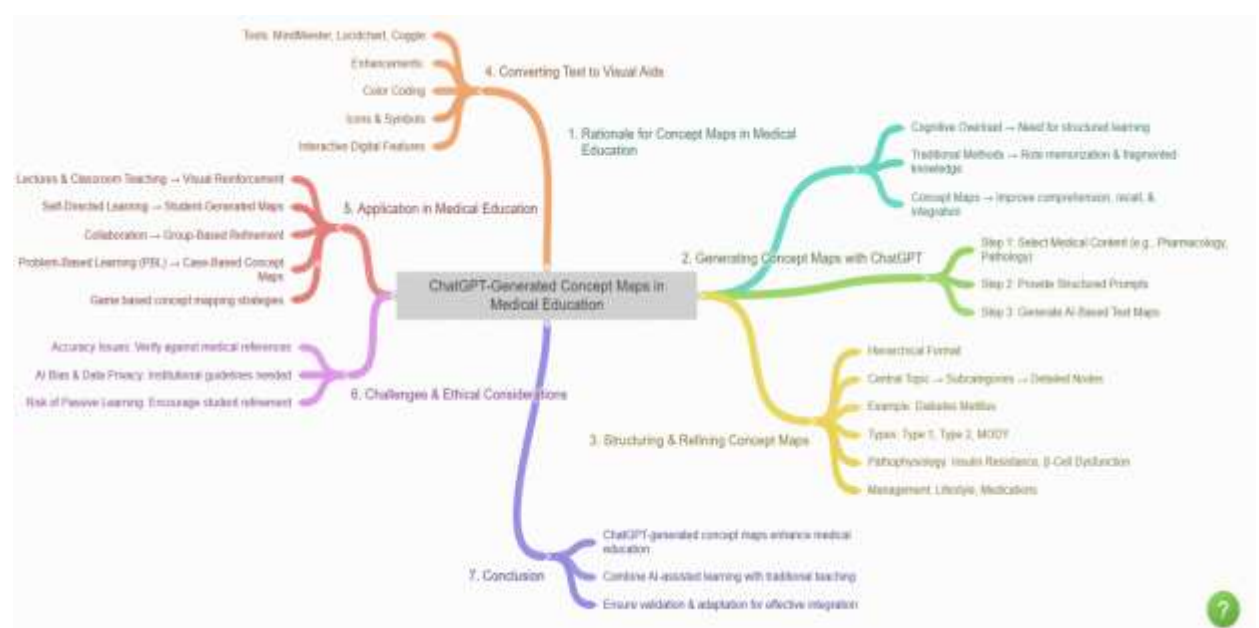 Tools: MindMeister, Lucidchart, Coggle
Enhancements:
Color Coding
Icons & Symbols
Interactive Digital Features
4. Converting Text to Visual Aids
1. Rationale for Concept Maps in Medical
Education
Cognitive Overload → Need for structured learning
Traditional Methods → Rote memorization & fragmented
knowledge
Concept Maps → Improve comprehension, recall, &
integration
Lectures & Classroom Teaching → Visual Reinforcement
Self-Directed Learning → Student-Generated Maps
Collaboration → Group-Based Refinement
Problem-Based Learning (PBL) → Case-Based Concept
Maps
Game based concept mapping strategies
5. Application in Medical Education
2. Generating Concept Maps with ChatGPT
Step 1: Select Medical Content (e.g., Pharmacology,
Pathology)
Step 2: Provide Structured Prompts
Step 3: Generate AI-Based Text Maps
ChatGPT-Generated Concept Maps in
Medical Education
Accuracy Issues: Verify against medical references
AI Bias & Data Privacy: Institutional guidelines needed
Risk of Passive Learning: Encourage student refinement
6. Challenges & Ethical Considerations
3. Structuring & Refining Concept Maps
Hierarchical Format
Central Topic → Subcategories → Detailed Nodes
Example: Diabetes Mellitus
Types: Type 1, Type 2, MODY
Pathophysiology: Insulin Resistance, β-Cell Dysfunction
Management: Lifestyle, Medications
7. Conclusion
ChatGPT-generated concept maps enhance medical
education
Combine AI-assisted learning with traditional teaching
Ensure validation & adaptation for effective integration
?